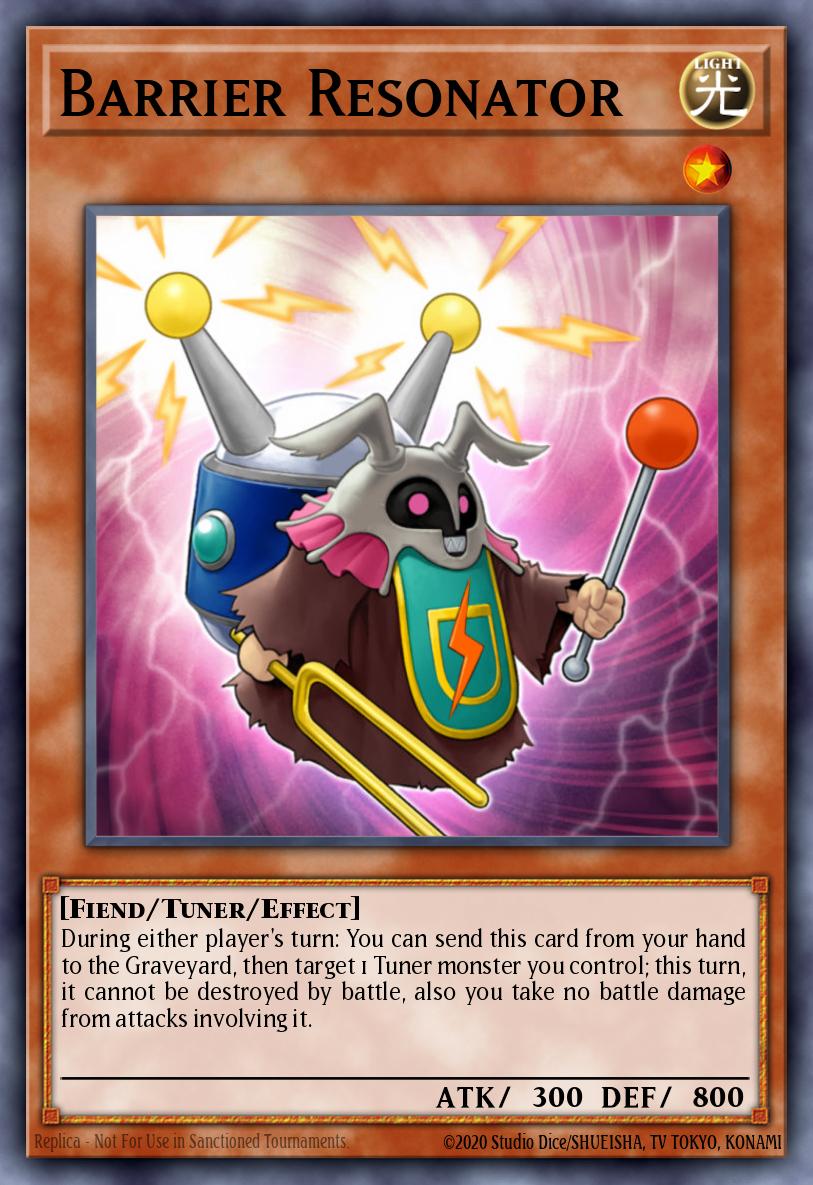 Barrier Resonator
LIGHT
光
[Fiend/Tuner/Effect]
During either player's turn: You can send this card from your hand
to the Graveyard, then target 1 Tuner monster you control; this turn,
it cannot be destroyed by battle, also you take no battle damage
from attacks involving it.
ATK/ 300 DEF/ 800
Replica - Not For Use in Sanctioned Tournaments.
©2020 Studio Dice/SHUEISHA, TV TOKYO, KONAMI